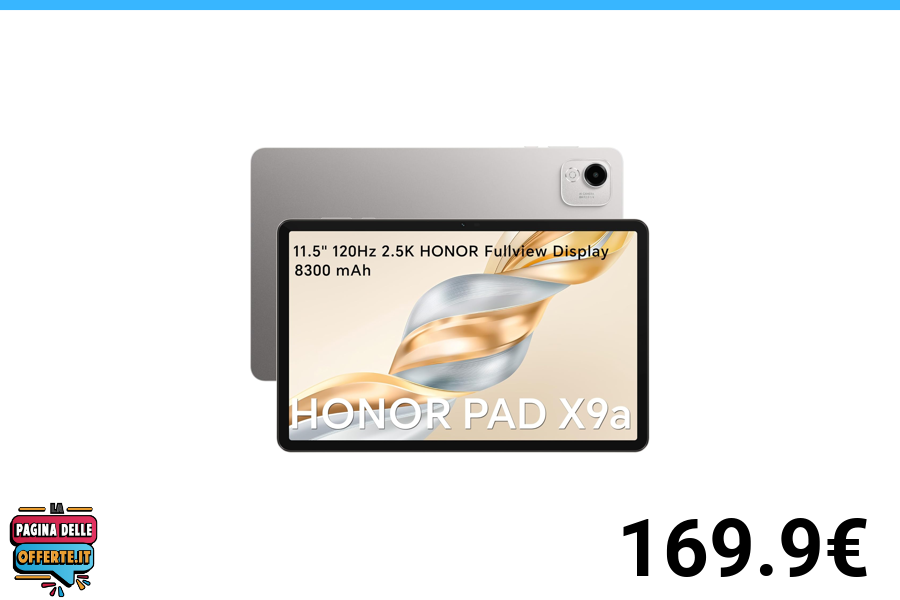 11.5" 120Hz 2.5K HONOR Fullview Display
8300 mAh
HONOR PAD X9a
LA
PAGINA DELLE
OFFERTE.IT
169.9€